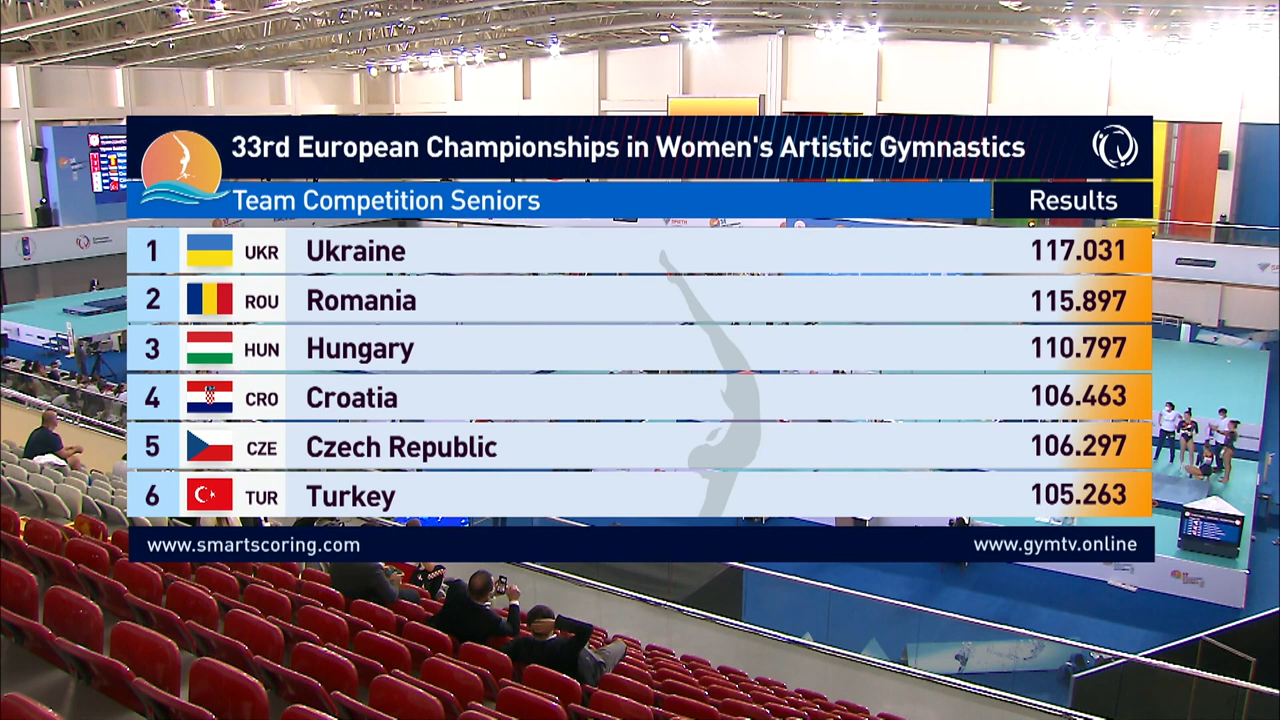 33rd European Championships in Women's Artistic Gymnastics
Team Competition Seniors Results
1 UKR Ukraine 117.031
2 ROU Romania 115.897
3 HUN Hungary 110.797
4 CRO Croatia 106.463
5 CZE Czech Republic 106.297
6 TUR Turkey 105.263
www.smartscoring.com www.gymtv.online